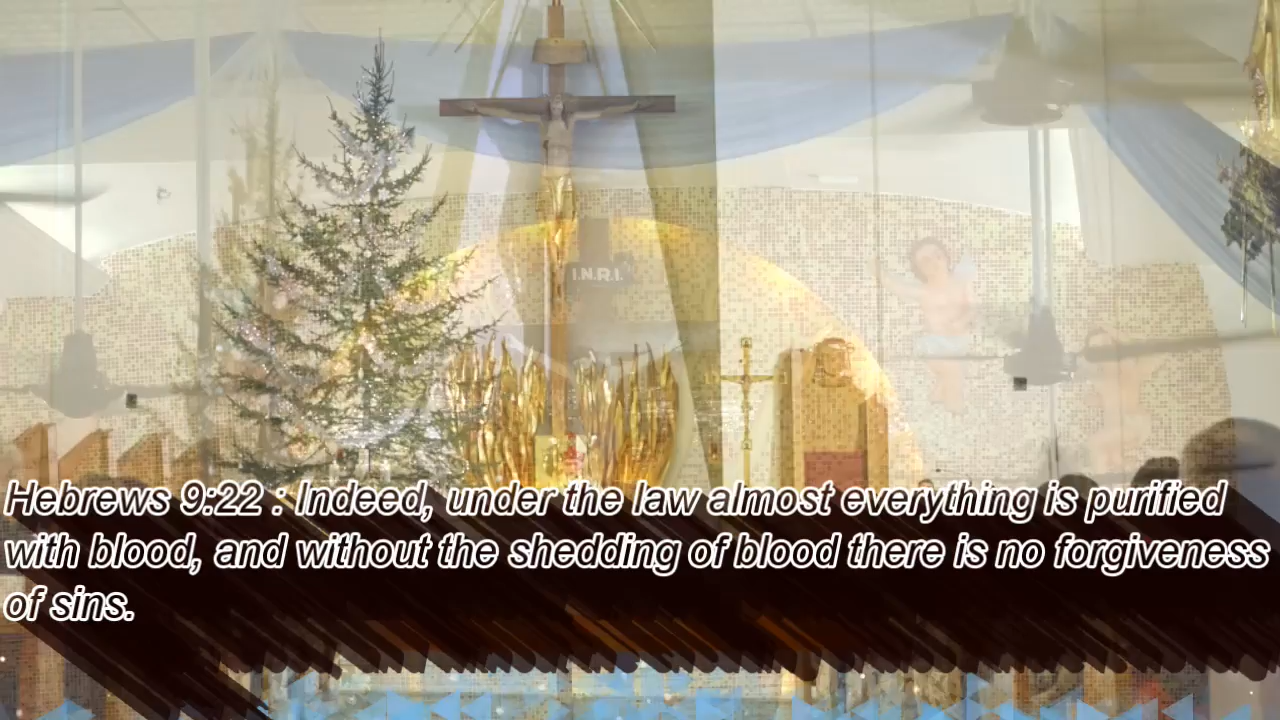 I.N.R.I.
Hebrews 9:22 : Indeed, under the law almost everything is purified
with blood, and without the shedding of blood there is no forgiveness
of sins.